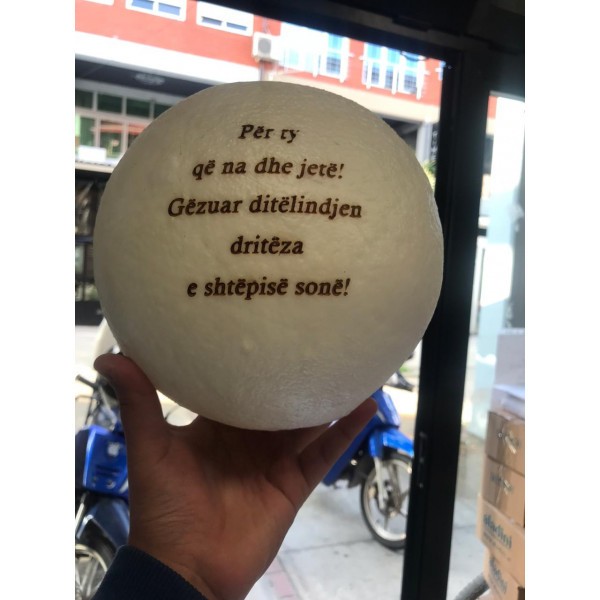 Për ty
që na dhe jetë!
Gëzuar ditëlindjen
dritëza
e shtëpisë sonë!